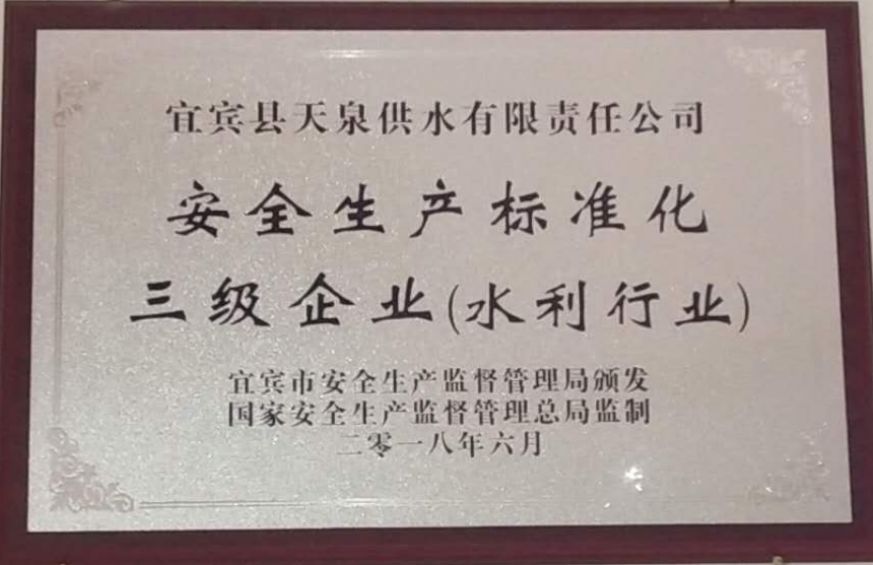 宜宾县天泉供水有限责任公司
安全生产标准化
三级企业(水利行业)
宜宾市安全生产监督管理局颁发
国家安全生产监督管理总局监制
二零一八年六月